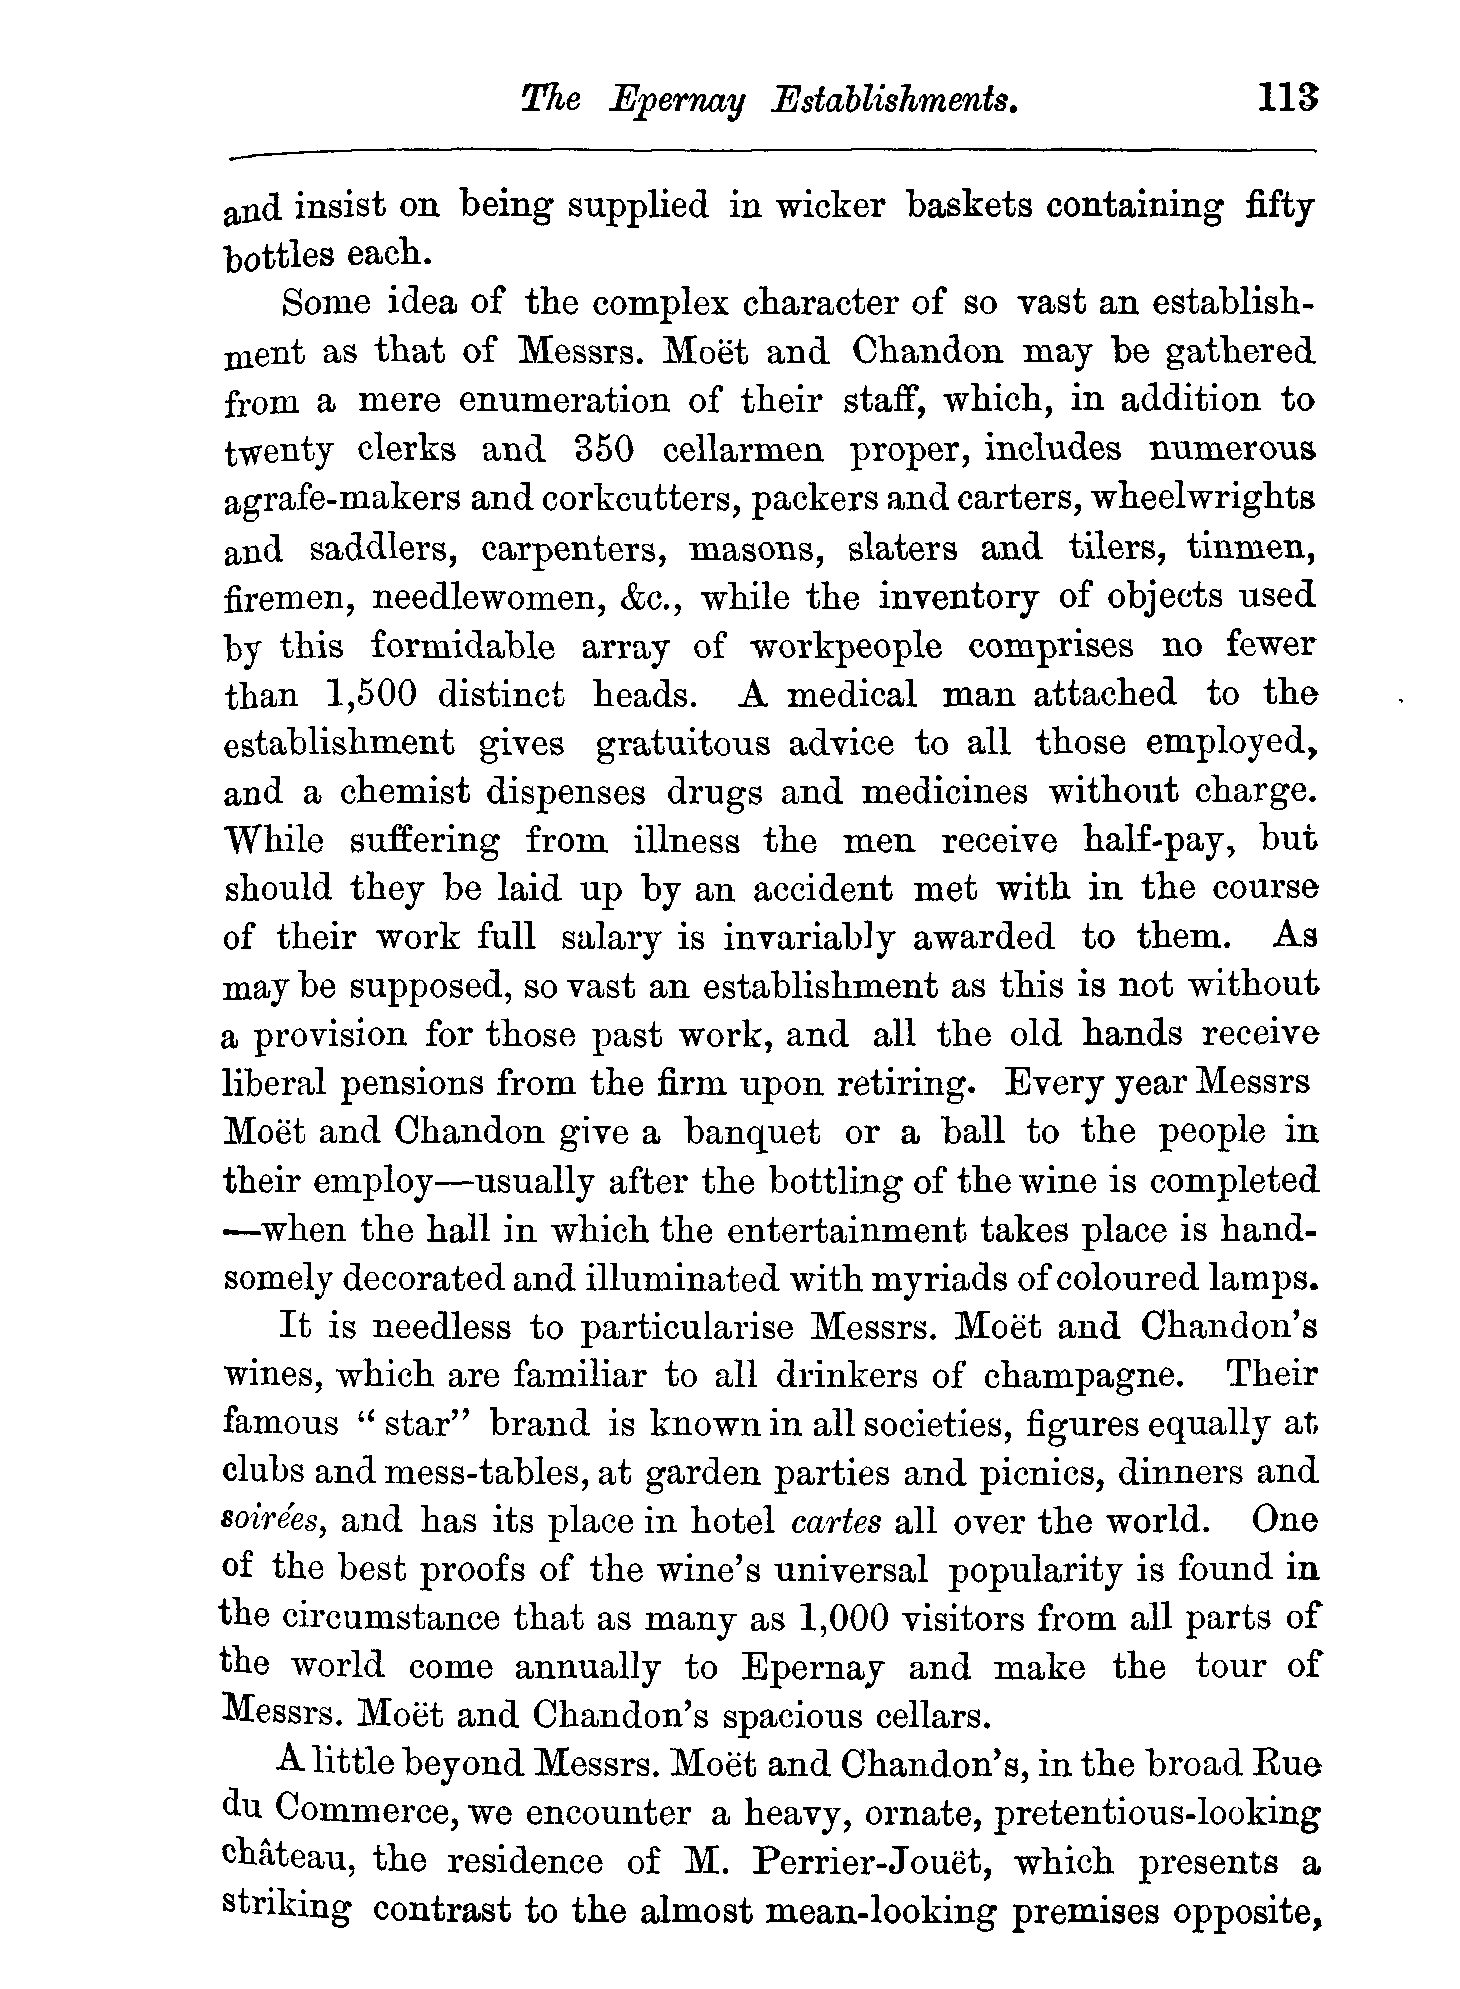 The Epernay Establishments. 113
and insist on being supplied in wicker baskets containing fifty
bottles each.
Some idea of the complex character of so vast an establish-
ment as that of Messrs. Moët and Chandon may be gathered
from a mere enumeration of their staff, which, in addition to
twenty clerks and 350 cellarmen proper, includes numerous
agrafe-makers and corkcutters, packers and carters, wheelwrights
and saddlers, carpenters, masons, slaters and tilers, tinmen,
firemen, needlewomen, &c., while the inventory of objects used
by this formidable array of workpeople comprises no fewer
than 1,500 distinct heads. A medical man attached to the
establishment gives gratuitous advice to all those employed,
and a chemist dispenses drugs and medicines without charge.
While suffering from illness the men receive half-pay, but
should they be laid up by an accident met with in the course
of their work full salary is invariably awarded to them. As
may be supposed, so vast an establishment as this is not without
a provision for those past work, and all the old hands receive
liberal pensions from the firm upon retiring. Every year Messrs
Moët and Chandon give a banquet or a ball to the people in
their employ—usually after the bottling of the wine is completed
—when the hall in which the entertainment takes place is hand-
somely decorated and illuminated with myriads of coloured lamps.
It is needless to particularise Messrs. Moët and Chandon's
wines, which are familiar to all drinkers of champagne. Their
famous "star" brand is known in all societies, figures equally at
clubs and mess-tables, at garden parties and picnics, dinners and
soirées, and has its place in hotel cartes all over the world. One
of the best proofs of the wine's universal popularity is found in
the circumstance that as many as 1,000 visitors from all parts of
the world come annually to Epernay and make the tour of
Messrs. Moët and Chandon's spacious cellars.
A little beyond Messrs. Moët and Chandon's, in the broad Rue
du Commerce, we encounter a heavy, ornate, pretentious-looking
château, the residence of M. Perrier-Jouët, which presents a
striking contrast to the almost mean-looking premises opposite,